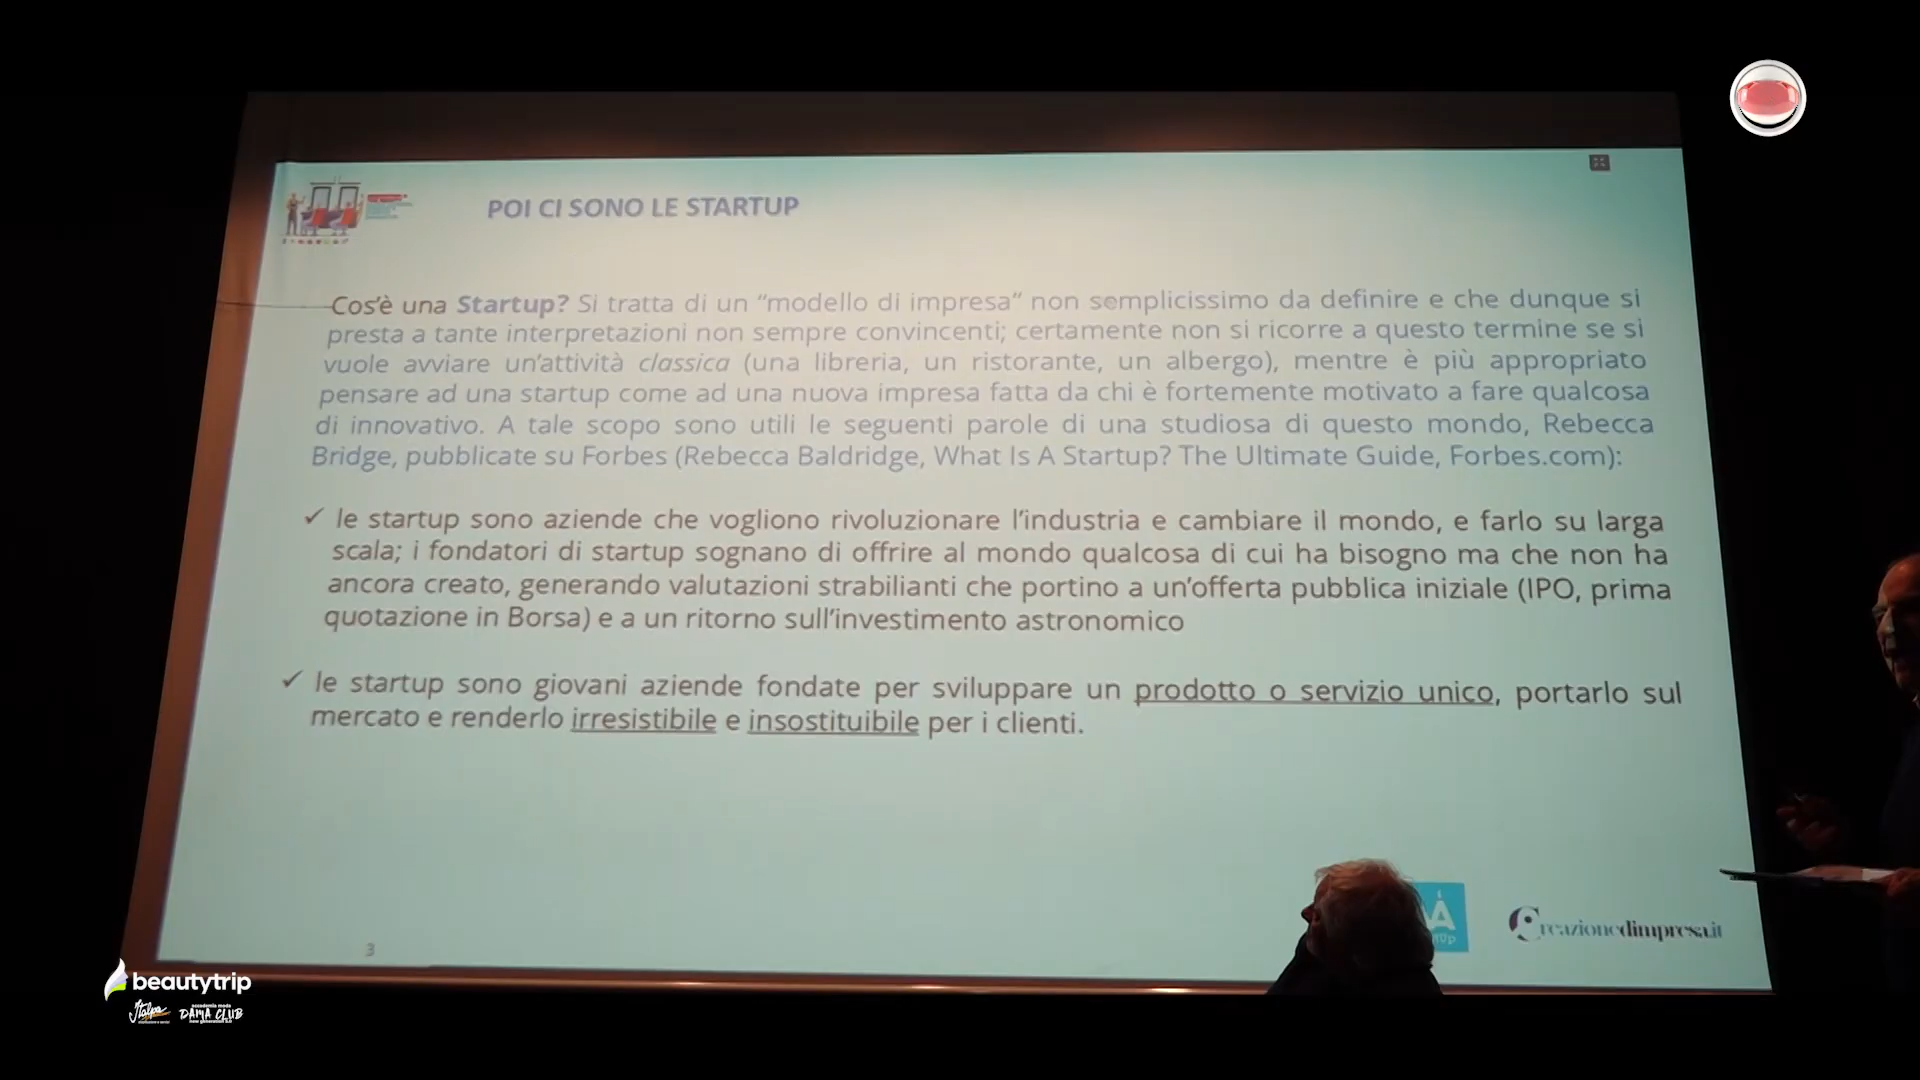 POI CI SONO LE STARTUP
Cos'è una Startup? Si tratta di un “modello di impresa” non semplicissimo da definire e che dunque si
presta a tante interpretazioni non sempre convincenti; certamente non si ricorre a questo termine se si
vuole avviare un'attività classica (una libreria, un ristorante, un albergo), mentre è più appropriato
pensare ad una startup come ad una nuova impresa fatta da chi è fortemente motivato a fare qualcosa
di innovativo. A tale scopo sono utili le seguenti parole di una studiosa di questo mondo, Rebecca
Bridge, pubblicate su Forbes (Rebecca Baldridge, What Is A Startup? The Ultimate Guide, Forbes.com):
✓ le startup sono aziende che vogliono rivoluzionare l'industria e cambiare il mondo, e farlo su larga
scala; i fondatori di startup sognano di offrire al mondo qualcosa di cui ha bisogno ma che non ha
ancora creato, generando valutazioni strabilianti che portino a un'offerta pubblica iniziale (IPO, prima
quotazione in Borsa) e a un ritorno sull'investimento astronomico
✓ le startup sono giovani aziende fondate per sviluppare un prodotto o servizio unico, portarlo sul
mercato e renderlo irresistibile e insostituibile per i clienti.
Creazionedimpresa.it
3
beautytrip
Italpa
accademia moda
DAMA CLUB